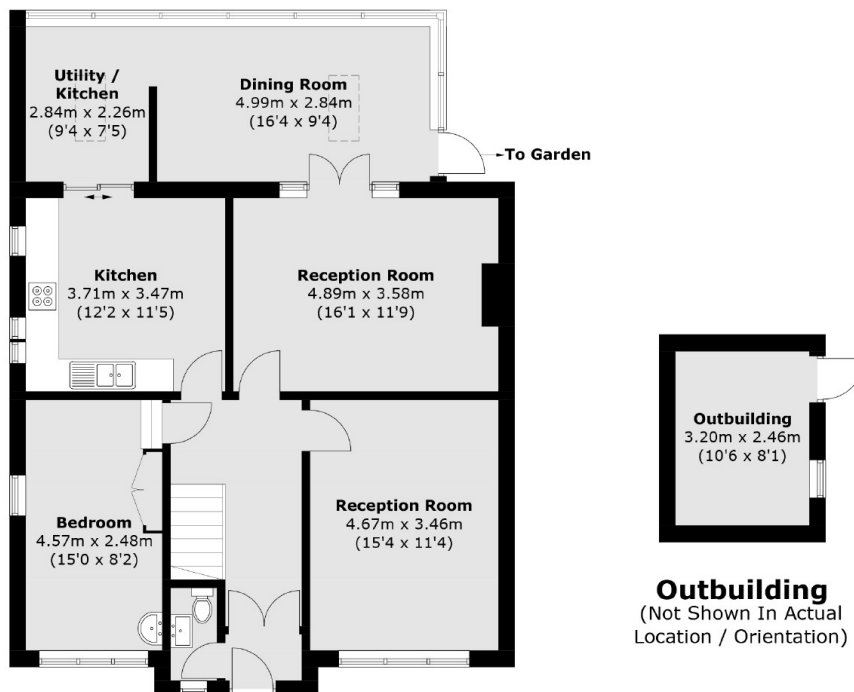 Utility /
Kitchen
2.84m x 2.26m
(9'4 x 7'5)
Dining Room
4.99m x 2.84m
(16'4 x 9'4)
To Garden
Kitchen
3.71m x 3.47m
(12'2 x 11'5)
Reception Room
4.89m x 3.58m
(16'1 x 11'9)
Bedroom
4.57m x 2.48m
(15'0 x 8'2)
Reception Room
4.67m x 3.46m
(15'4 x 11'4)
Outbuilding
3.20m x 2.46m
(10'6 x 8'1)
Outbuilding
(Not Shown In Actual
Location / Orientation)